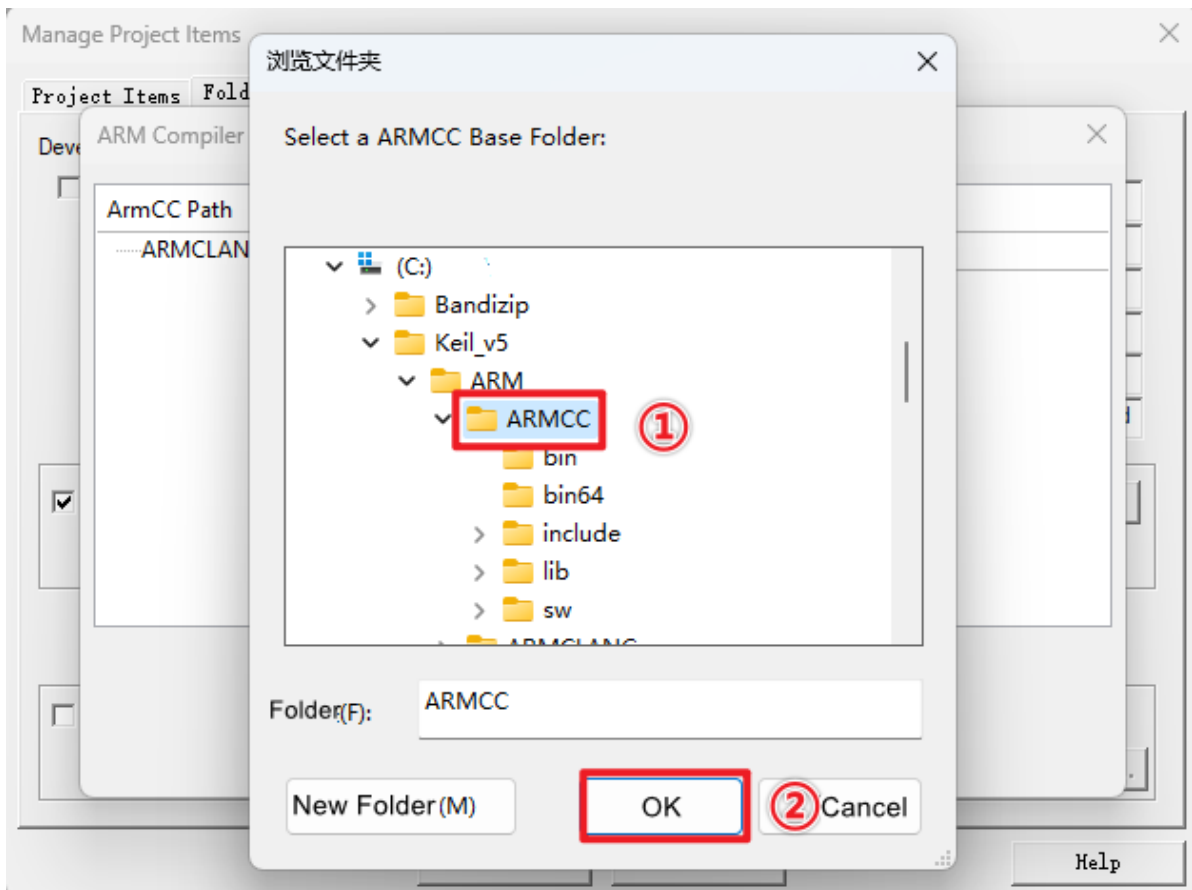 Manage Project Items
浏览文件夹
Project Items Fold
ARM Compiler
Select a ARMCC Base Folder:
Deve
ArmCC Path
ARMCLAN
(C:)
Bandizip
Keil_v5
ARM
ARMCC
①
bin
bin64
include
lib
sw
ARMCLANG
Folder(F):
ARMCC
New Folder(M)
OK
②
Cancel
Help